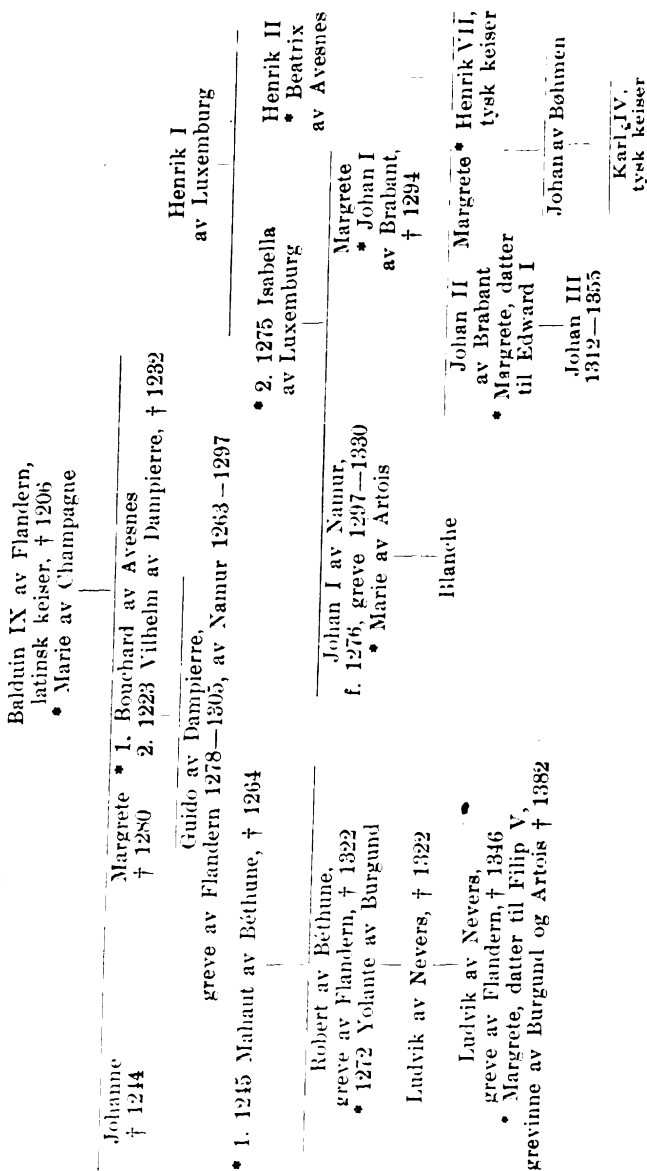 Balduin IX av Flandern,
latinsk keiser, † 1206
* Marie av Champagne
Johanne
† 1244
Margrete
† 1280
* 1. Bouchard av Avesnes
2. 1223 Vilhelm av Dampierre, † 1232
Guido av Dampierre,
greve av Flandern 1278—1305, av Namur 1263—1297
Henrik I
av Luxemburg
* 1. 1245 Mahaut av Béthune, † 1264
* 2. 1275 Isabella
av Luxemburg
Henrik II
* Beatrix
av Avesnes
Robert av Béthune,
greve av Flandern, † 1322
* 1272 Yolante av Burgund
Johan I av Namur,
f. 1276, greve 1297—1330
* Marie av Artois
Margrete
* Johan I
av Brabant,
† 1294
Ludvik av Nevers, † 1322
Blanche
Johan II
av Brabant
* Margrete, datter
til Edward I
Margrete * Henrik VII,
tysk keiser
Ludvik av Nevers,
greve av Flandern, † 1346
* Margrete, datter til Filip V,
grevinne av Burgund og Artois † 1382
Johan III
1312—1355
Johan av Bøhmen
Karl IV,
tysk keiser